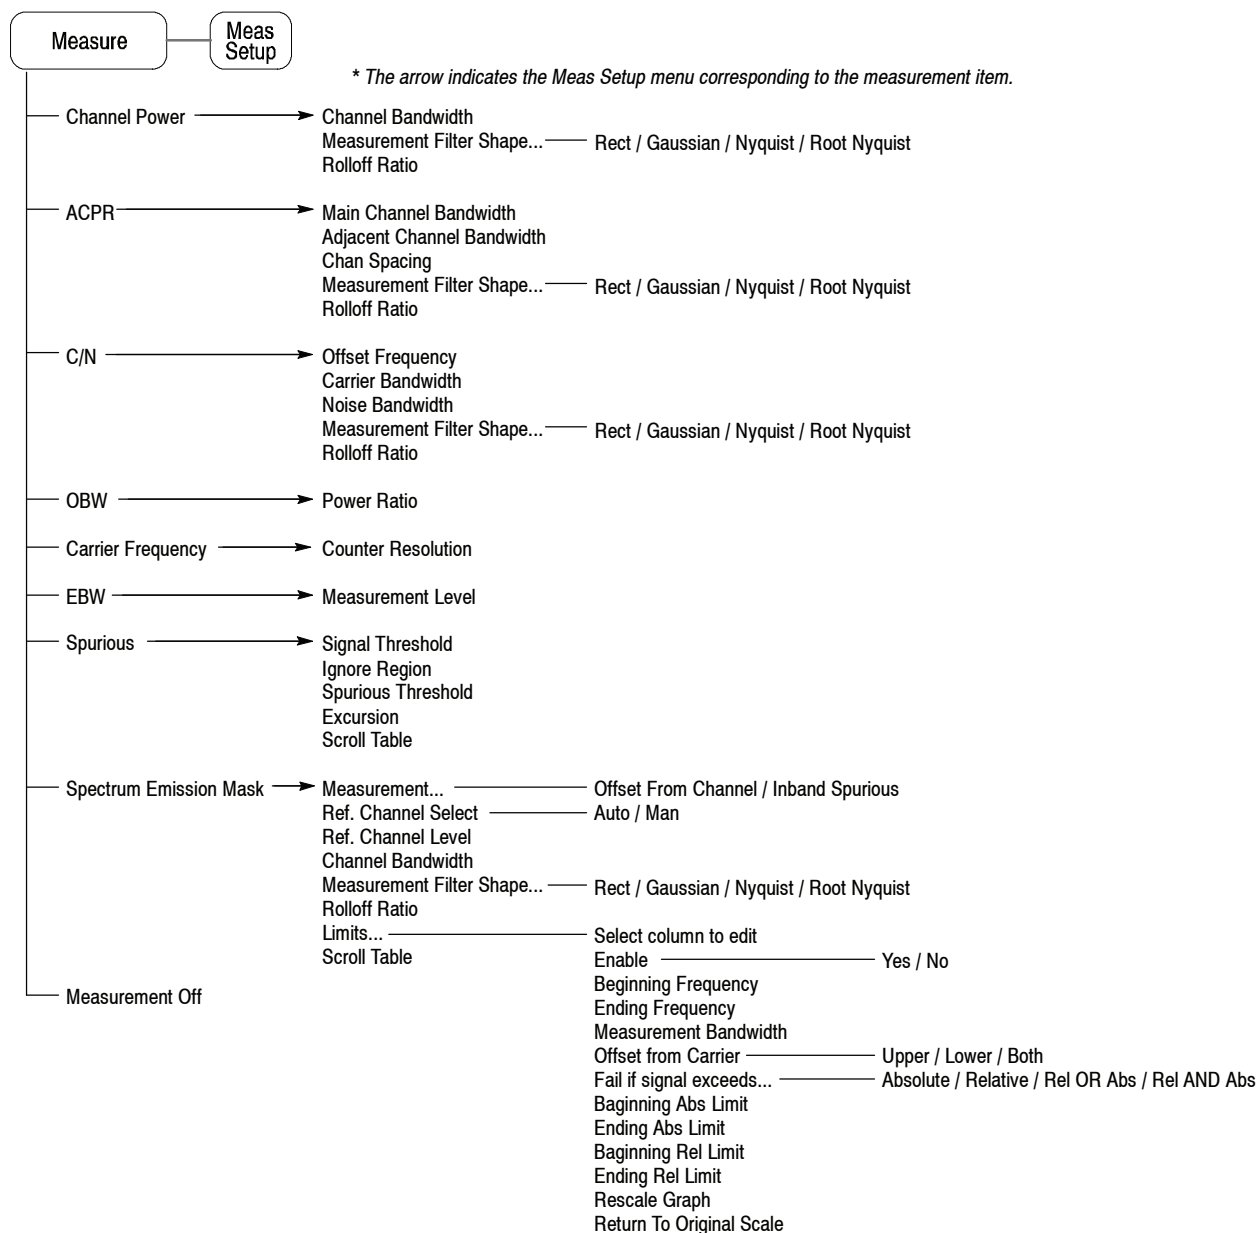 Measure
Meas
Setup
* The arrow indicates the Meas Setup menu corresponding to the measurement item.
Channel Power
Channel Bandwidth
Measurement Filter Shape... Rect / Gaussian / Nyquist / Root Nyquist
Rolloff Ratio
ACPR
Main Channel Bandwidth
Adjacent Channel Bandwidth
Chan Spacing
Measurement Filter Shape... Rect / Gaussian / Nyquist / Root Nyquist
Rolloff Ratio
C/N
Offset Frequency
Carrier Bandwidth
Noise Bandwidth
Measurement Filter Shape... Rect / Gaussian / Nyquist / Root Nyquist
Rolloff Ratio
OBW
Power Ratio
Carrier Frequency
Counter Resolution
EBW
Measurement Level
Spurious
Signal Threshold
Ignore Region
Spurious Threshold
Excursion
Scroll Table
Spectrum Emission Mask
Measurement... Offset From Channel / Inband Spurious
Ref. Channel Select Auto / Man
Ref. Channel Level
Channel Bandwidth
Measurement Filter Shape... Rect / Gaussian / Nyquist / Root Nyquist
Rolloff Ratio
Limits... Select column to edit
Scroll Table
Enable Yes / No
Beginning Frequency
Ending Frequency
Measurement Bandwidth
Offset from Carrier Upper / Lower / Both
Fail if signal exceeds... Absolute / Relative / Rel OR Abs / Rel AND Abs
Baginning Abs Limit
Ending Abs Limit
Baginning Rel Limit
Ending Rel Limit
Rescale Graph
Return To Original Scale
Measurement Off